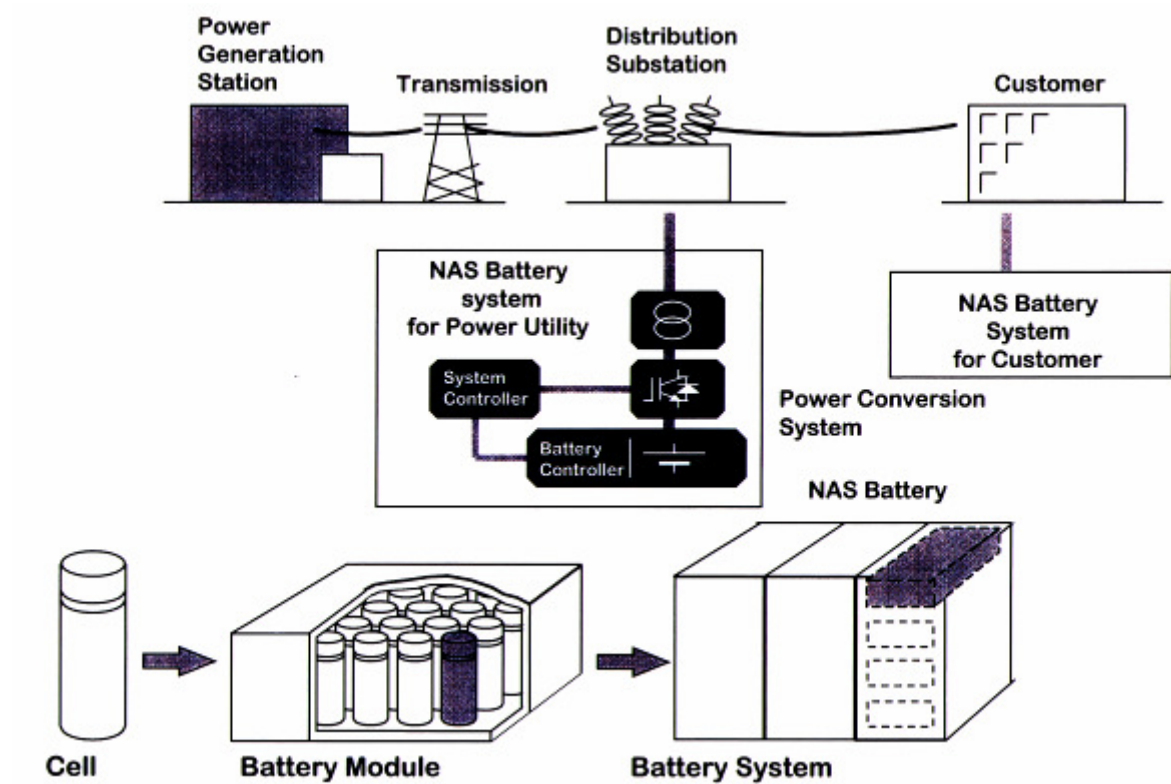 Power
Generation
Station
Transmission
Distribution
Substation
Customer
NAS Battery
system
for Power Utility
System
Controller
Battery
Controller
Power Conversion
System
NAS Battery
System
for Customer
NAS Battery
Cell
Battery Module
Battery System